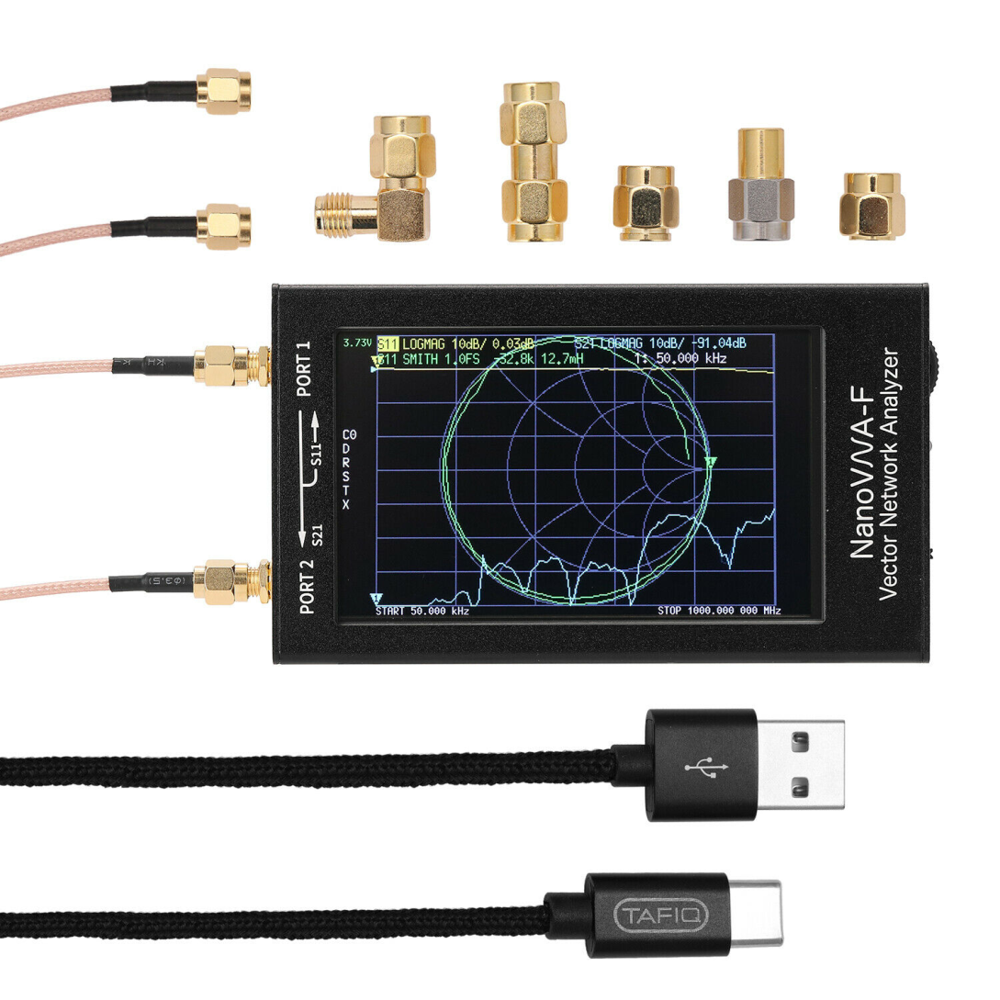 3.73V S11 LOGMAG 10dB/ 0.03dB S21 LOGMAG 10dB/ -91.04dB
S11 SMITH 1.0FS -32.8k 12.7mH 1: 50.000 kHz
PORT 1
S11
S21
PORT 2
C0
D
R
S
T
X
1
1
START 50.000 kHz STOP 1000.000 000 MHz
NanoVNA-F
Vector Network Analyzer
(Φ3.5)
TAFIQ